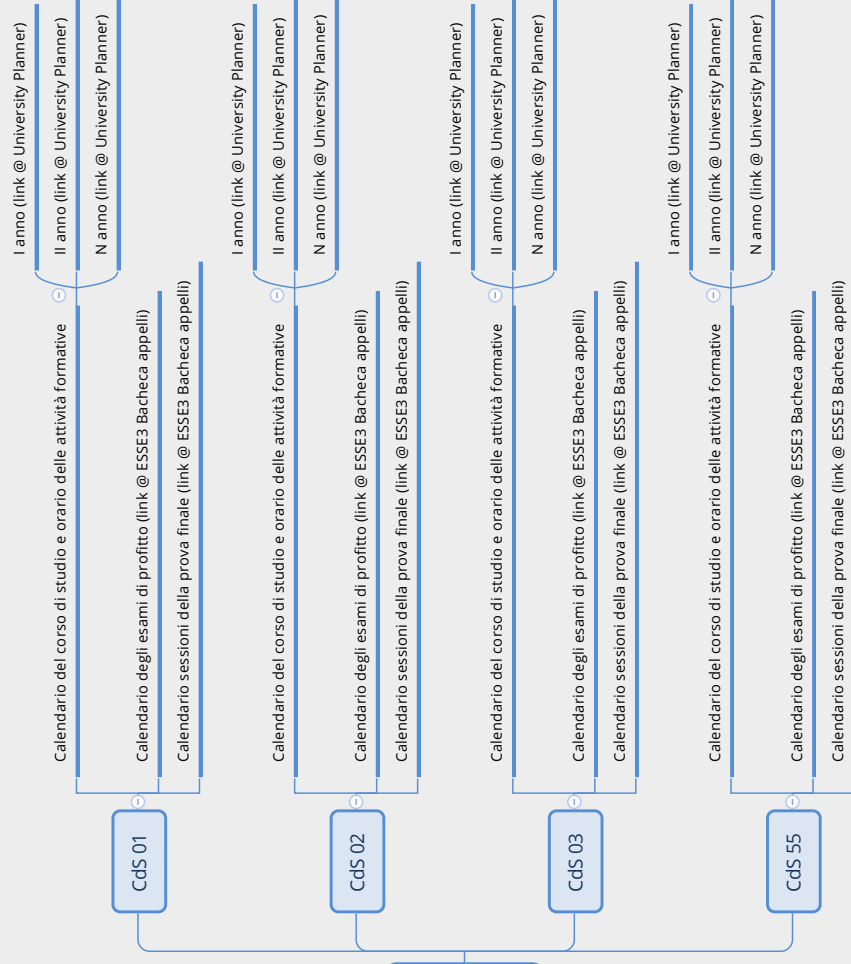 CdS 01
Calendario del corso di studio e orario delle attività formative
I anno (link @ University Planner)
II anno (link @ University Planner)
N anno (link @ University Planner)
Calendario degli esami di profitto (link @ ESSE3 Bacheca appelli)
Calendario sessioni della prova finale (link @ ESSE3 Bacheca appelli)
CdS 02
Calendario del corso di studio e orario delle attività formative
I anno (link @ University Planner)
II anno (link @ University Planner)
N anno (link @ University Planner)
Calendario degli esami di profitto (link @ ESSE3 Bacheca appelli)
Calendario sessioni della prova finale (link @ ESSE3 Bacheca appelli)
CdS 03
Calendario del corso di studio e orario delle attività formative
I anno (link @ University Planner)
II anno (link @ University Planner)
N anno (link @ University Planner)
Calendario degli esami di profitto (link @ ESSE3 Bacheca appelli)
Calendario sessioni della prova finale (link @ ESSE3 Bacheca appelli)
CdS 55
Calendario del corso di studio e orario delle attività formative
I anno (link @ University Planner)
II anno (link @ University Planner)
N anno (link @ University Planner)
Calendario degli esami di profitto (link @ ESSE3 Bacheca appelli)
Calendario sessioni della prova finale (link @ ESSE3 Bacheca appelli)